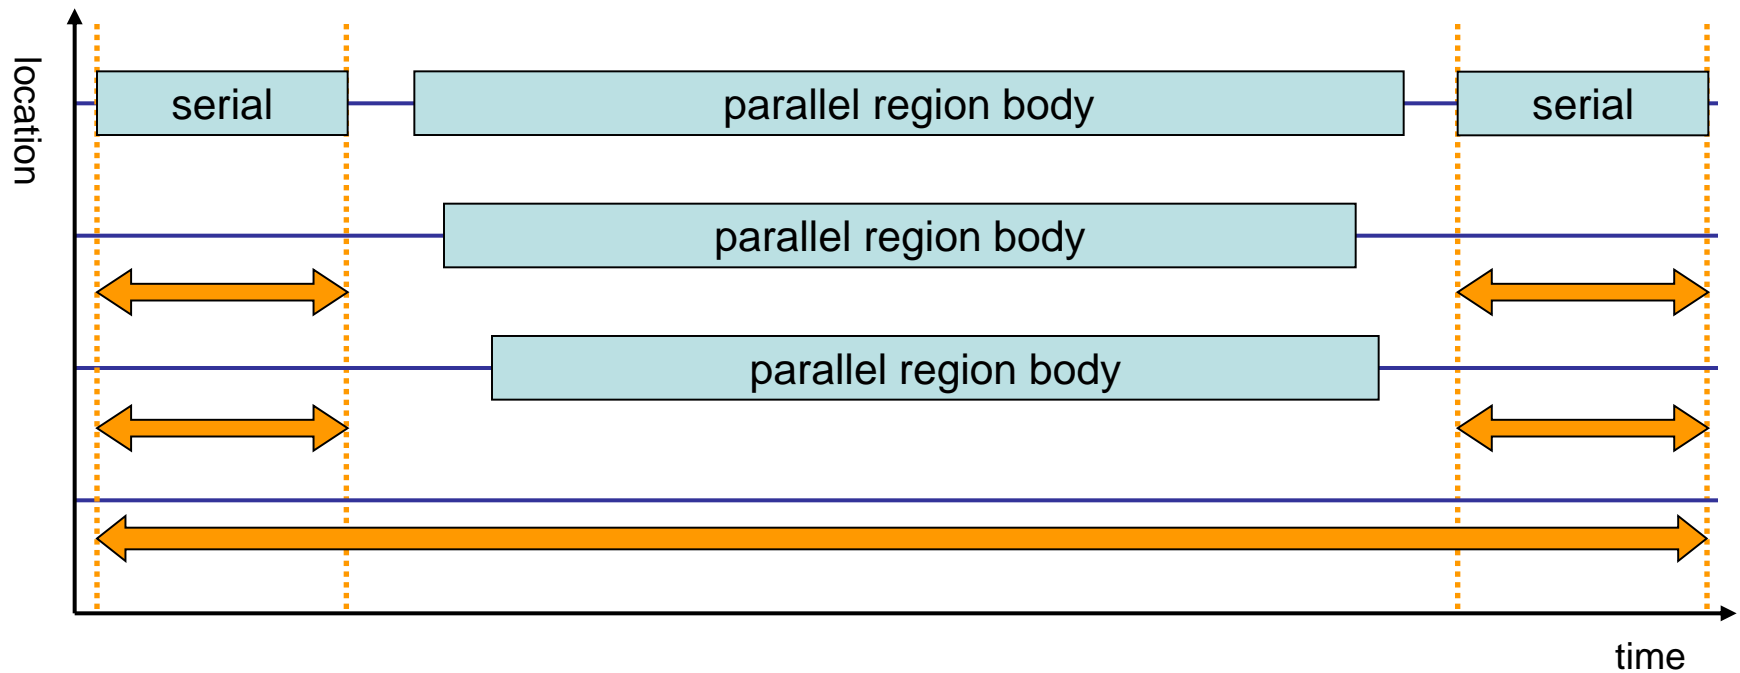 location
serial
parallel region body
serial
parallel region body
parallel region body
time